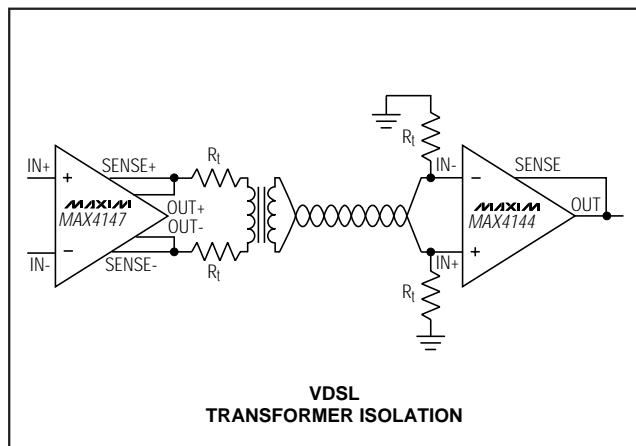 IN+
+
MAXIM
MAX4147
−
IN-
SENSE+
OUT+
OUT-
SENSE-
Rt
Rt
Rt
IN-
−
MAXIM
MAX4144
+
IN+
SENSE
OUT
Rt
VDSL
TRANSFORMER ISOLATION